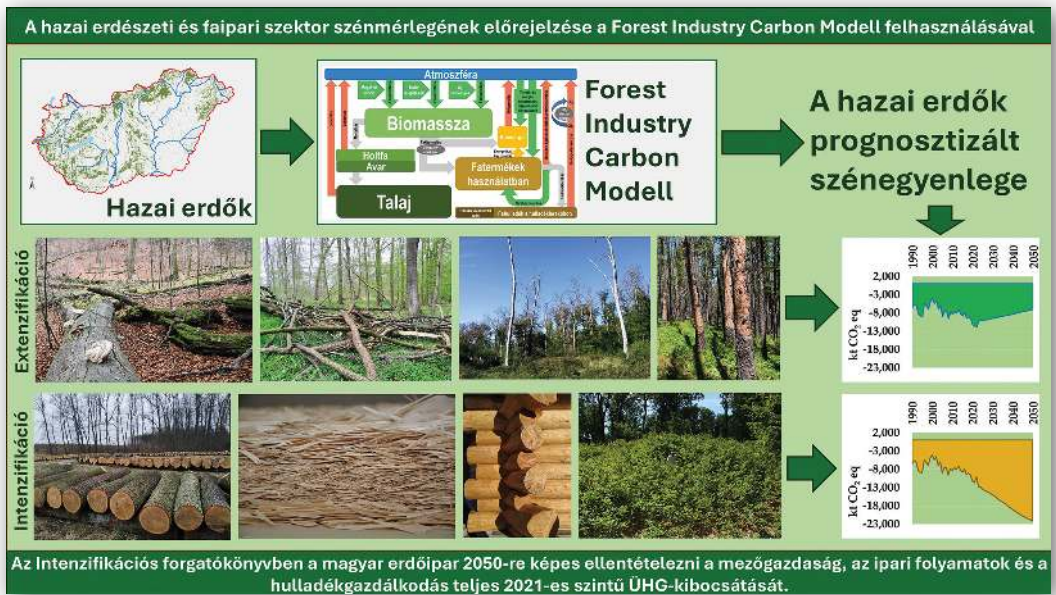 A hazai erdészeti és faipari szektor szénmérlegének előrejelzése a Forest Industry Carbon Modell felhasználásával
Hazai erdők
Atmoszféra
Biomassza
Holtfa
Avar
Talaj
Fatermékek
használatban
Forest
Industry
Carbon
Modell
A hazai erdők
prognosztizált
szénegyenlege
Extenzifikáció
1990
2000
2010
2020
2030
2040
2050
2,000
-3,000
-8,000
-13,000
-18,000
-23,000
kt CO₂ eq
Intenzifikáció
1990
2000
2010
2020
2030
2040
2050
2,000
-3,000
-8,000
-13,000
-18,000
-23,000
kt CO₂ eq
Az Intenzifikációs forgatókönyvben a magyar erdőipar 2050-re képes ellentételezni a mezőgazdaság, az ipari folyamatok és a
hulladékgazdálkodás teljes 2021-es szintű ÜHG-kibocsátását.